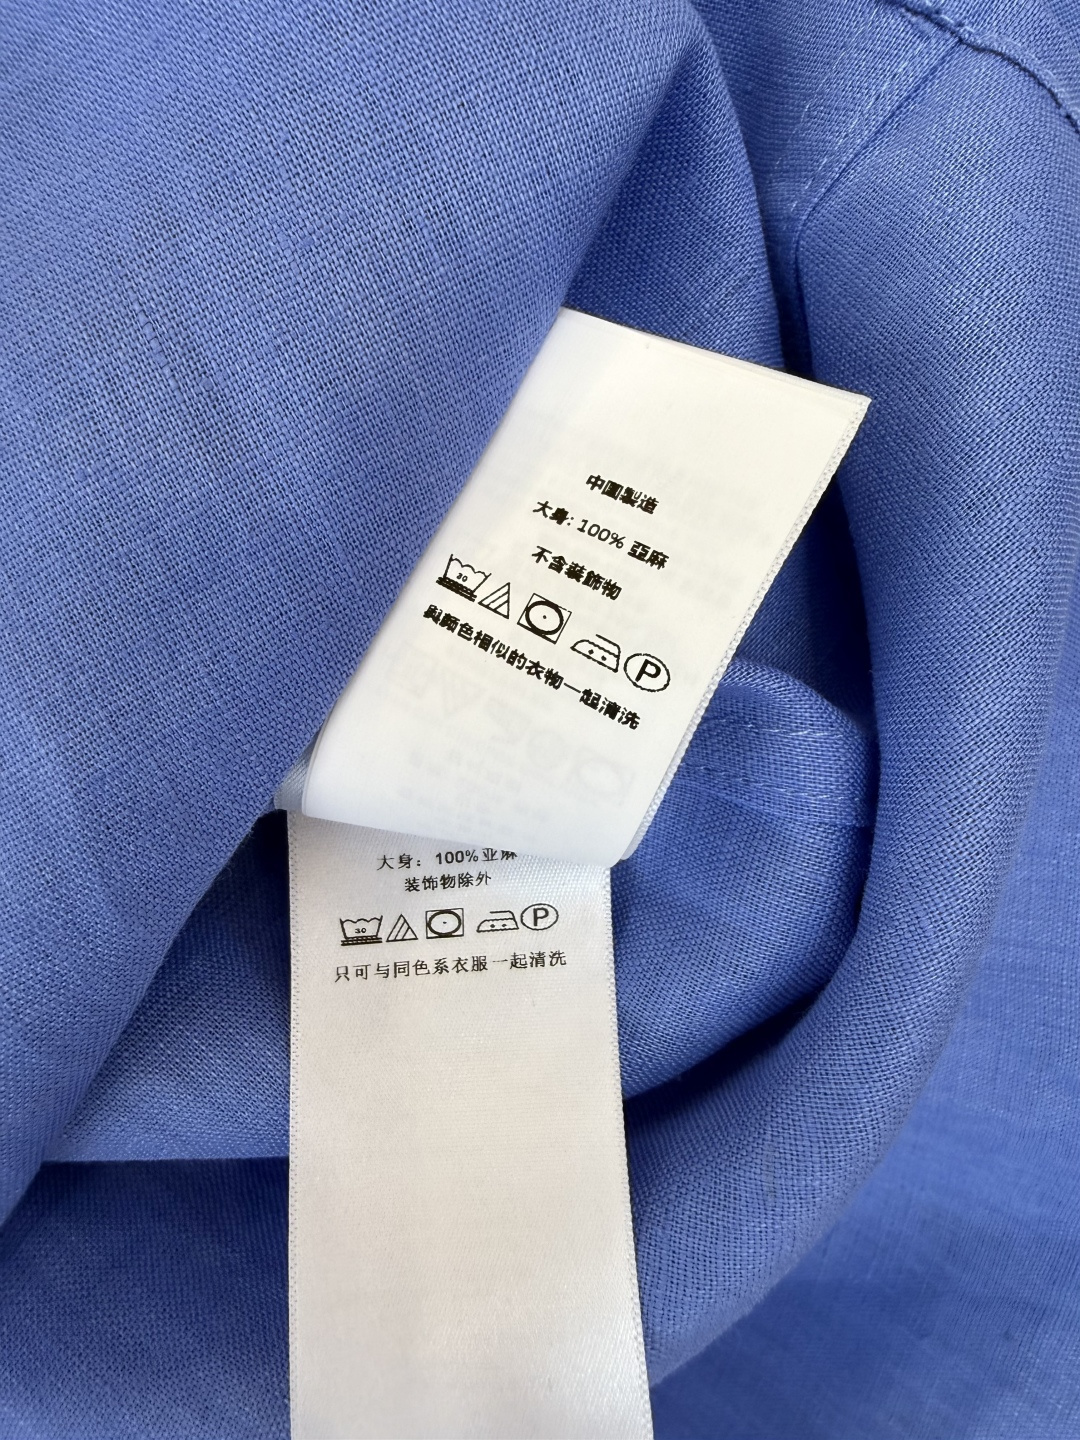 中國製造
大身: 100% 亞麻
不含裝飾物
30 P
與顏色相似的衣物一起清洗
大身: 100%亚麻
装饰物除外
30 P
只可与同色系衣服一起清洗